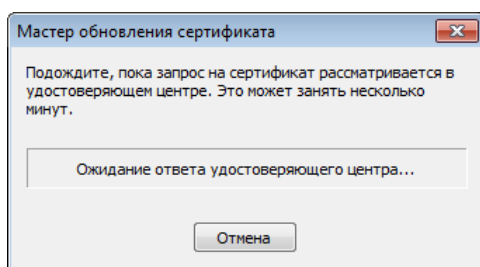 Мастер обновления сертификата
Подождите, пока запрос на сертификат рассматривается в
удостоверяющем центре. Это может занять несколько
минут.
Ожидание ответа удостоверяющего центра...
Отмена